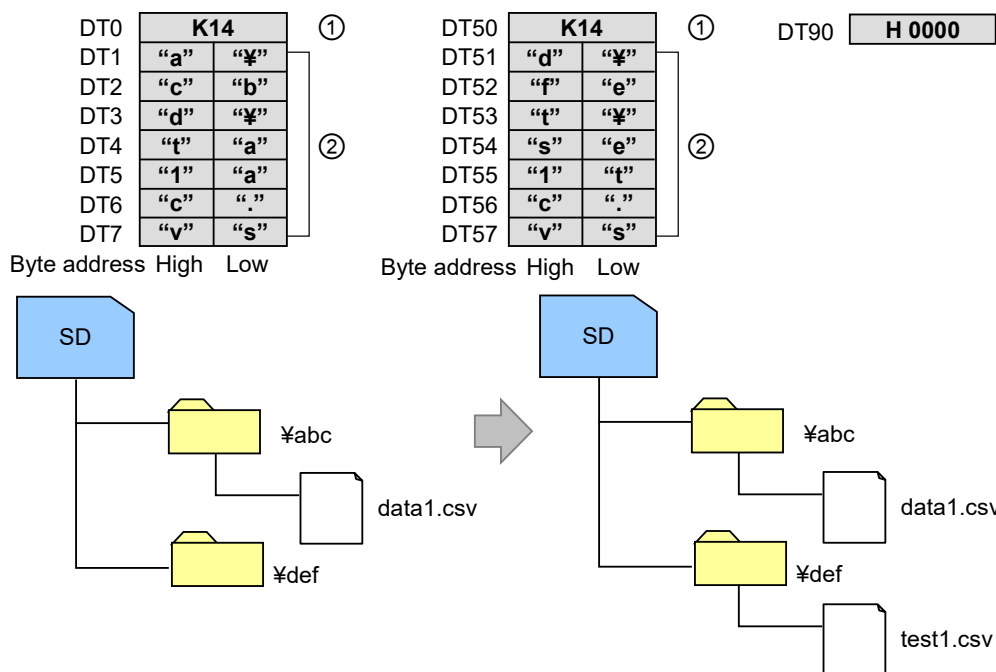 DT0 K14 ① DT50 K14 ① DT90 H 0000
DT1 “a” “¥” DT51 “d” “¥”
DT2 “c” “b” DT52 “f” “e”
DT3 “d” “¥” DT53 “t” “¥”
DT4 “t” “a” ② DT54 “s” “e” ②
DT5 “1” “a” DT55 “1” “t”
DT6 “c” “.” DT56 “c” “.”
DT7 “v” “s” DT57 “v” “s”
Byte address High Low Byte address High Low
SD SD
¥abc ¥abc
data1.csv data1.csv
¥def ¥def
test1.csv